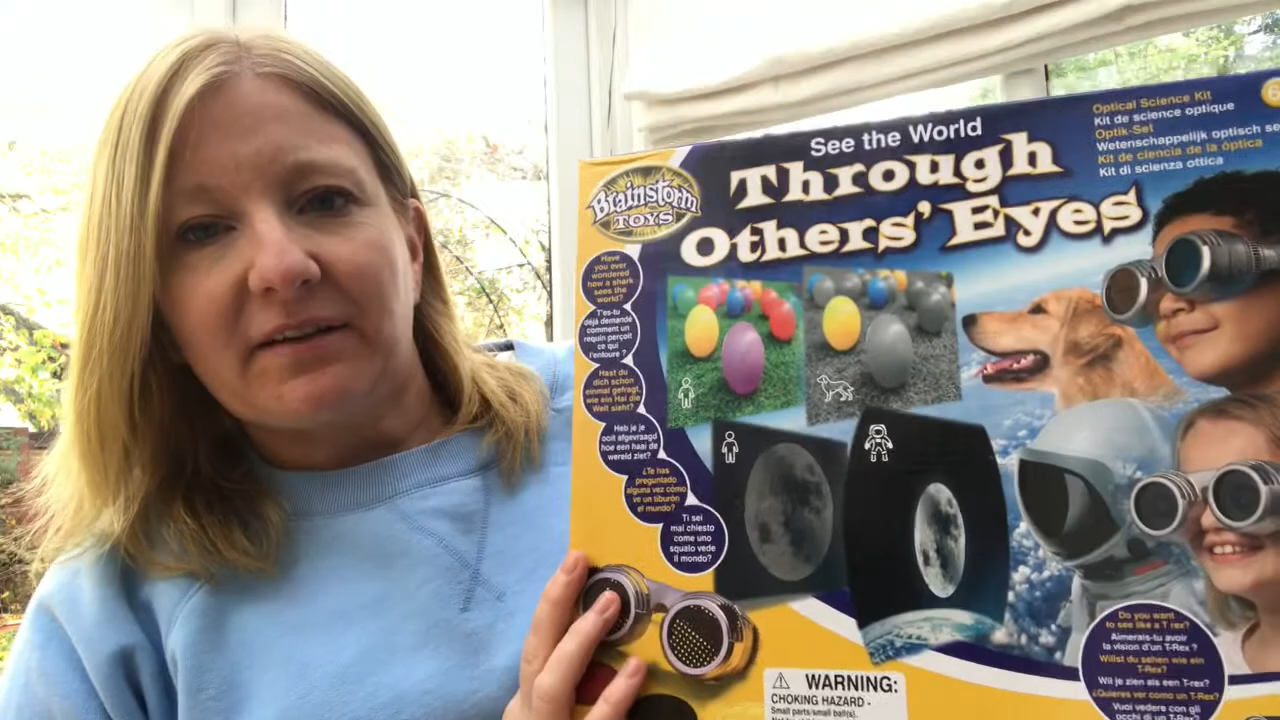 See the World
Through
Others' Eyes
Optical Science Kit
Kit de science optique
Optik-Set
Wetenschappelijk optisch se
Kit de ciencia de la óptica
Kit di scienza ottica
6
Brainstorm
TOYS
Have
you ever
wondered
how a shark
sees the
world?
T'es-tu
déjà demandé
comment un
requin perçoit
ce qui
l'entoure ?
Hast du
dich schon
einmal gefragt,
wie ein Hai die
Welt sieht?
Heb je je
ooit afgevraagd
hoe een haai de
wereld ziet?
¿Te has
preguntado
alguna vez cómo
ve un tiburón
el mundo?
Ti sei
mai chiesto
come uno
squalo vede
il mondo?
Do you want
to see like a T rex?
Aimerais-tu avoir
la vision d'un T-Rex ?
Willst du sehen wie ein
T-Rex?
Wil je zien als een T-rex?
¿Quieres ver como un T-Rex?
Vuoi vedere con gli
occhi di un T-Rex?
WARNING:
CHOKING HAZARD -
Small parts/small ball(s).